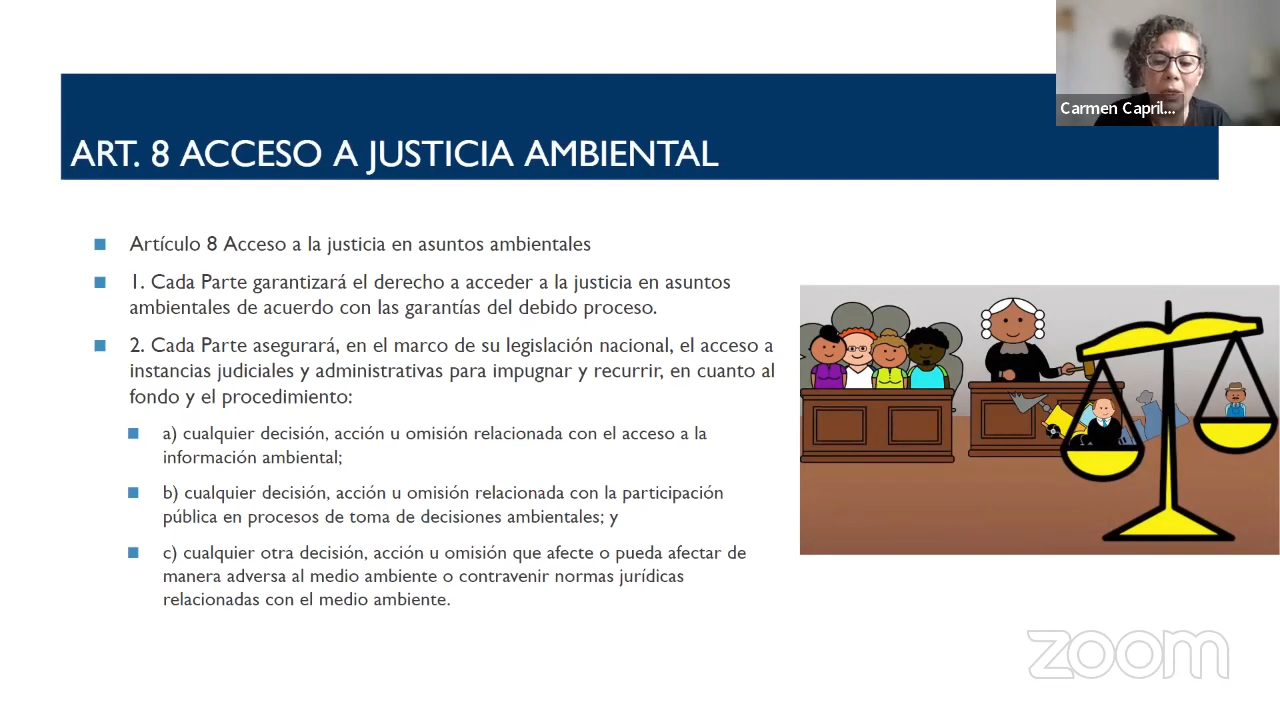 Carmen Capril...
ART. 8 ACCESO A JUSTICIA AMBIENTAL
Artículo 8 Acceso a la justicia en asuntos ambientales
1. Cada Parte garantizará el derecho a acceder a la justicia en asuntos
ambientales de acuerdo con las garantías del debido proceso.
2. Cada Parte asegurará, en el marco de su legislación nacional, el acceso a
instancias judiciales y administrativas para impugnar y recurrir, en cuanto al
fondo y el procedimiento:
a) cualquier decisión, acción u omisión relacionada con el acceso a la
información ambiental;
b) cualquier decisión, acción u omisión relacionada con la participación
pública en procesos de toma de decisiones ambientales; y
c) cualquier otra decisión, acción u omisión que afecte o pueda afectar de
manera adversa al medio ambiente o contravenir normas jurídicas
relacionadas con el medio ambiente.
zoom